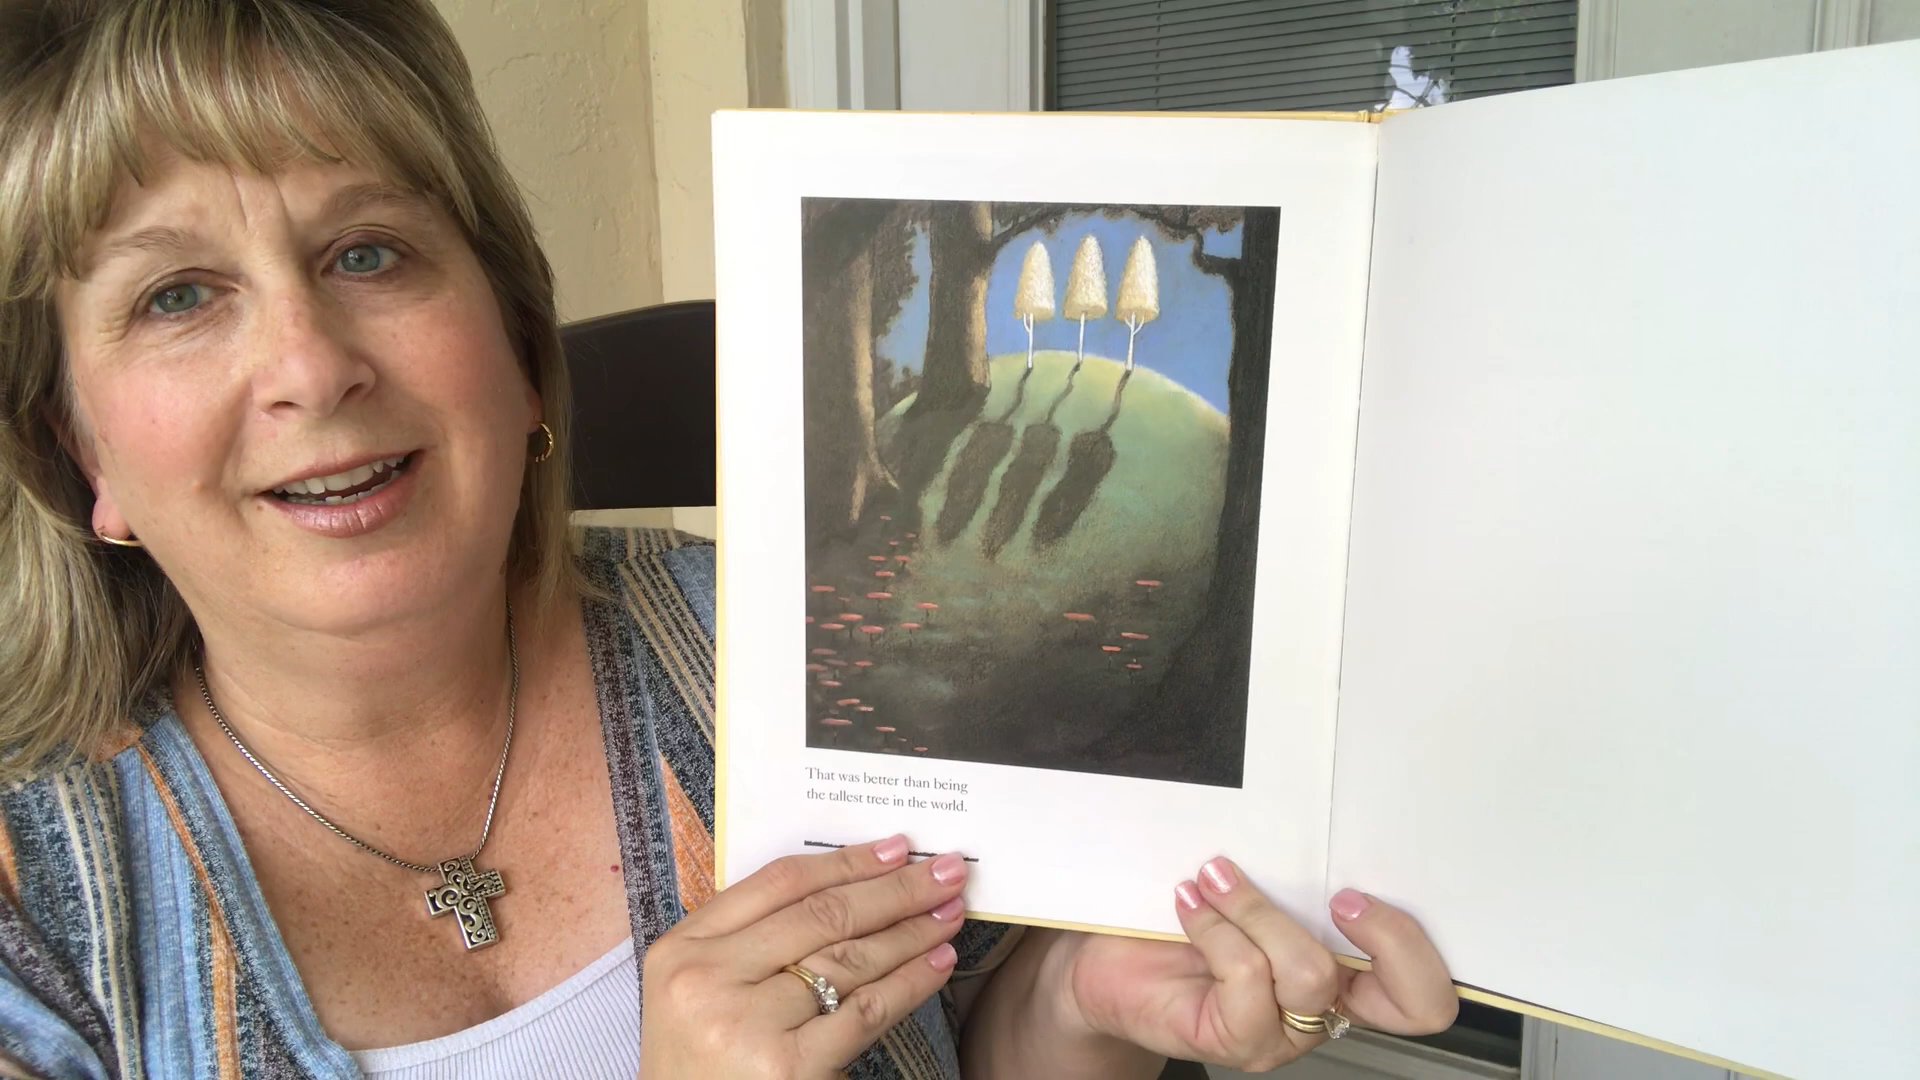 That was better than being
the tallest tree in the world.